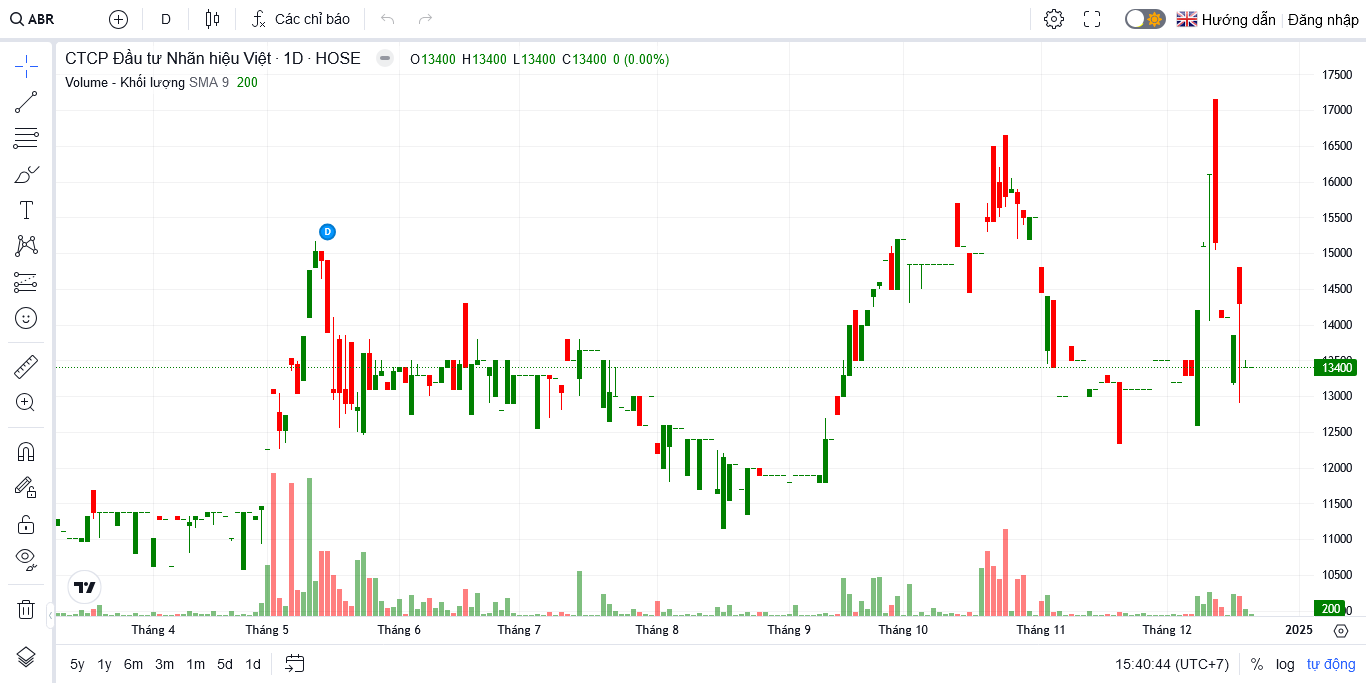 ABR D Các chỉ báo Hướng dẫn Đăng nhập
CTCP Đầu tư Nhãn hiệu Việt · 1D · HOSE O13400 H13400 L13400 C13400 0 (0.00%)
Volume - Khối lượng SMA 9 200
D
17500
17000
16500
16000
15500
15000
14500
14000
13400
13000
12500
12000
11500
11000
10500
200
Tháng 4 Tháng 5 Tháng 6 Tháng 7 Tháng 8 Tháng 9 Tháng 10 Tháng 11 Tháng 12 2025
5y 1y 6m 3m 1m 5d 1d 15:40:44 (UTC+7) % log tự động